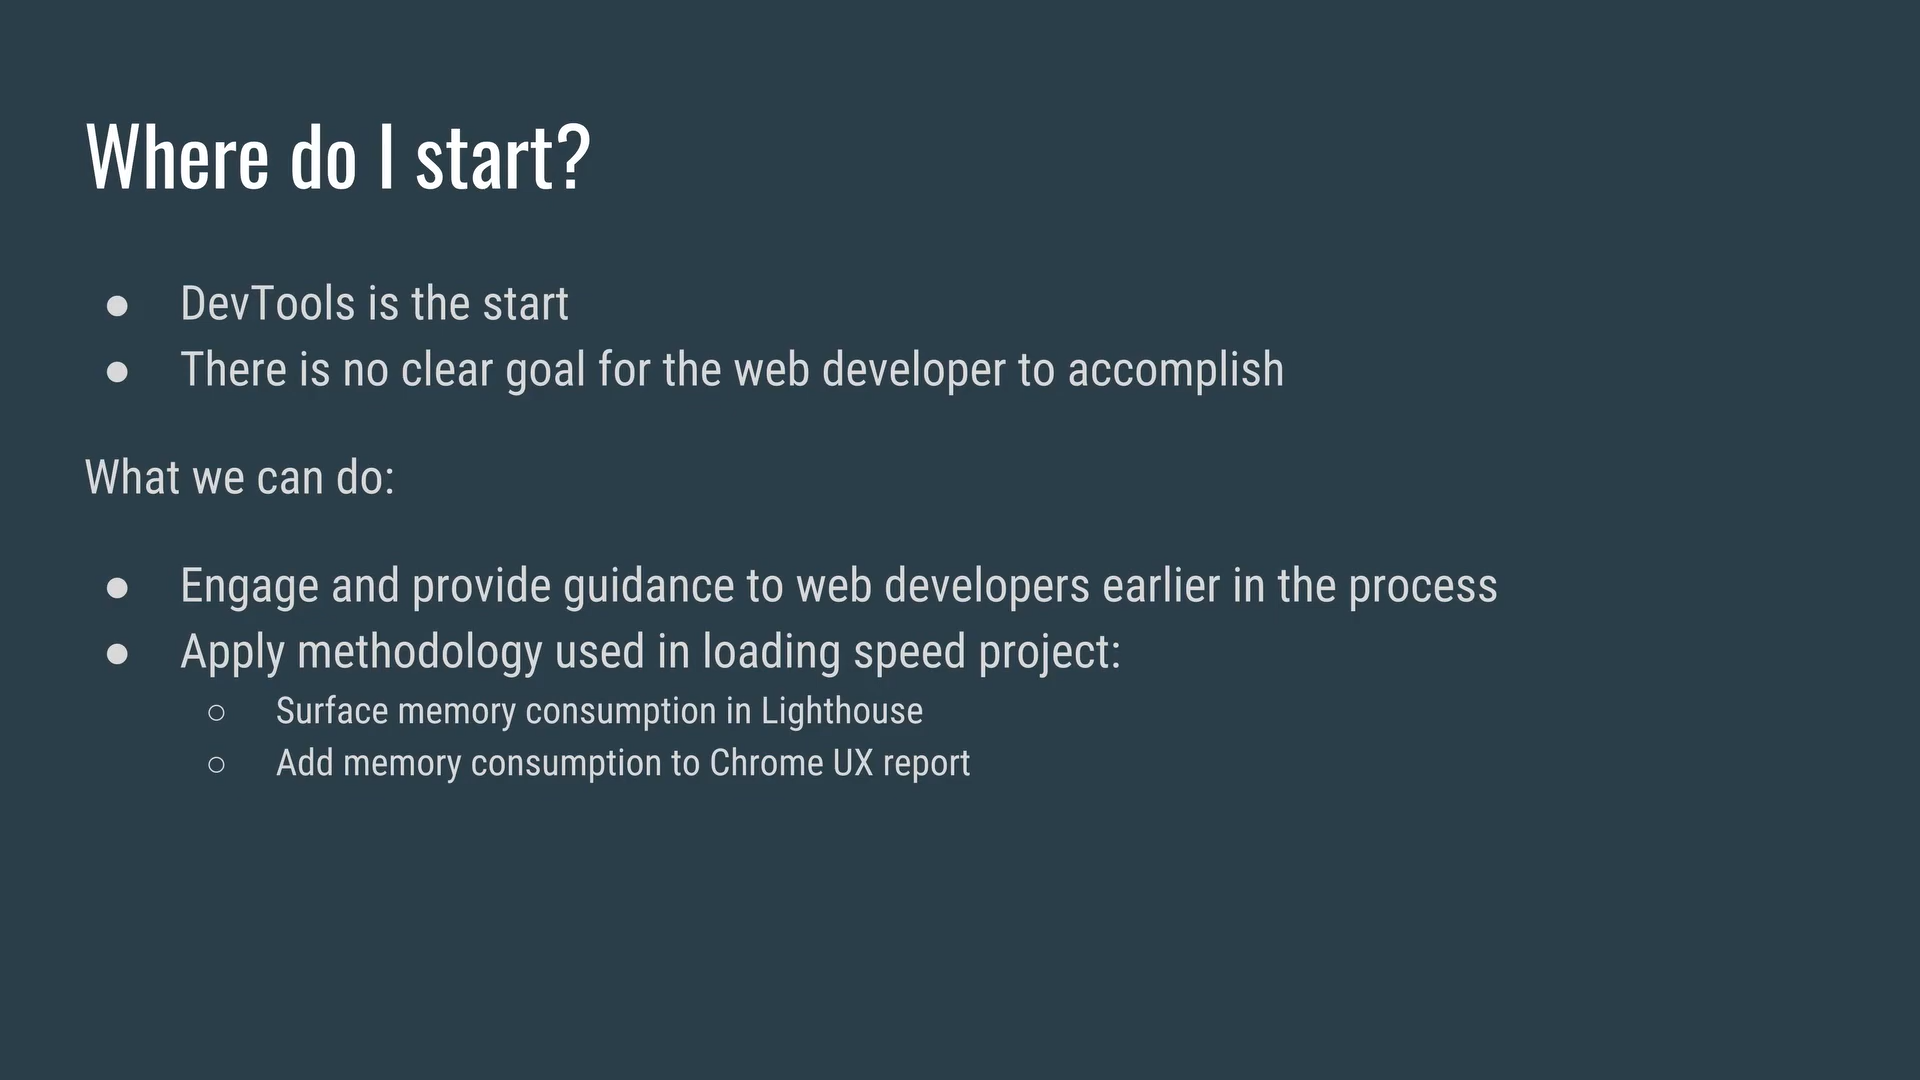 Where do I start?
● DevTools is the start
● There is no clear goal for the web developer to accomplish
What we can do:
● Engage and provide guidance to web developers earlier in the process
● Apply methodology used in loading speed project:
○ Surface memory consumption in Lighthouse
○ Add memory consumption to Chrome UX report